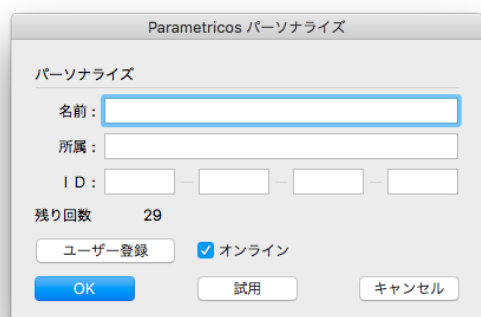 Parametricos パーソナライズ
パーソナライズ
名前：
所属：
ＩＤ： – – –
残り回数 29
ユーザー登録 オンライン
OK 試用 キャンセル